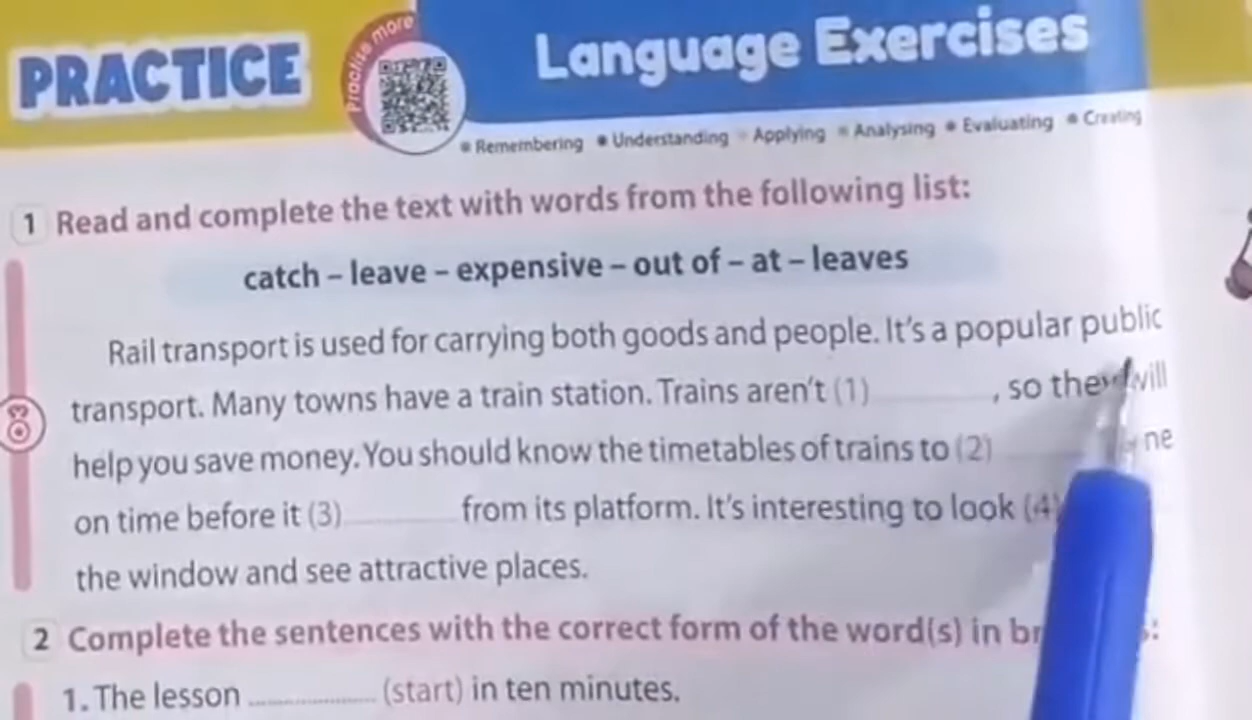 PRACTICE
Practise more
Language Exercises
Remembering Understanding Applying Analysing Evaluating Creating
1 Read and complete the text with words from the following list:
catch – leave – expensive – out of – at – leaves
Rail transport is used for carrying both goods and people. It's a popular public
transport. Many towns have a train station. Trains aren't (1) ............ , so they will
help you save money. You should know the timetables of trains to (2) ............ ne
on time before it (3) ............ from its platform. It's interesting to look (4)
the window and see attractive places.
2 Complete the sentences with the correct form of the word(s) in
1. The lesson ............ (start) in ten minutes.